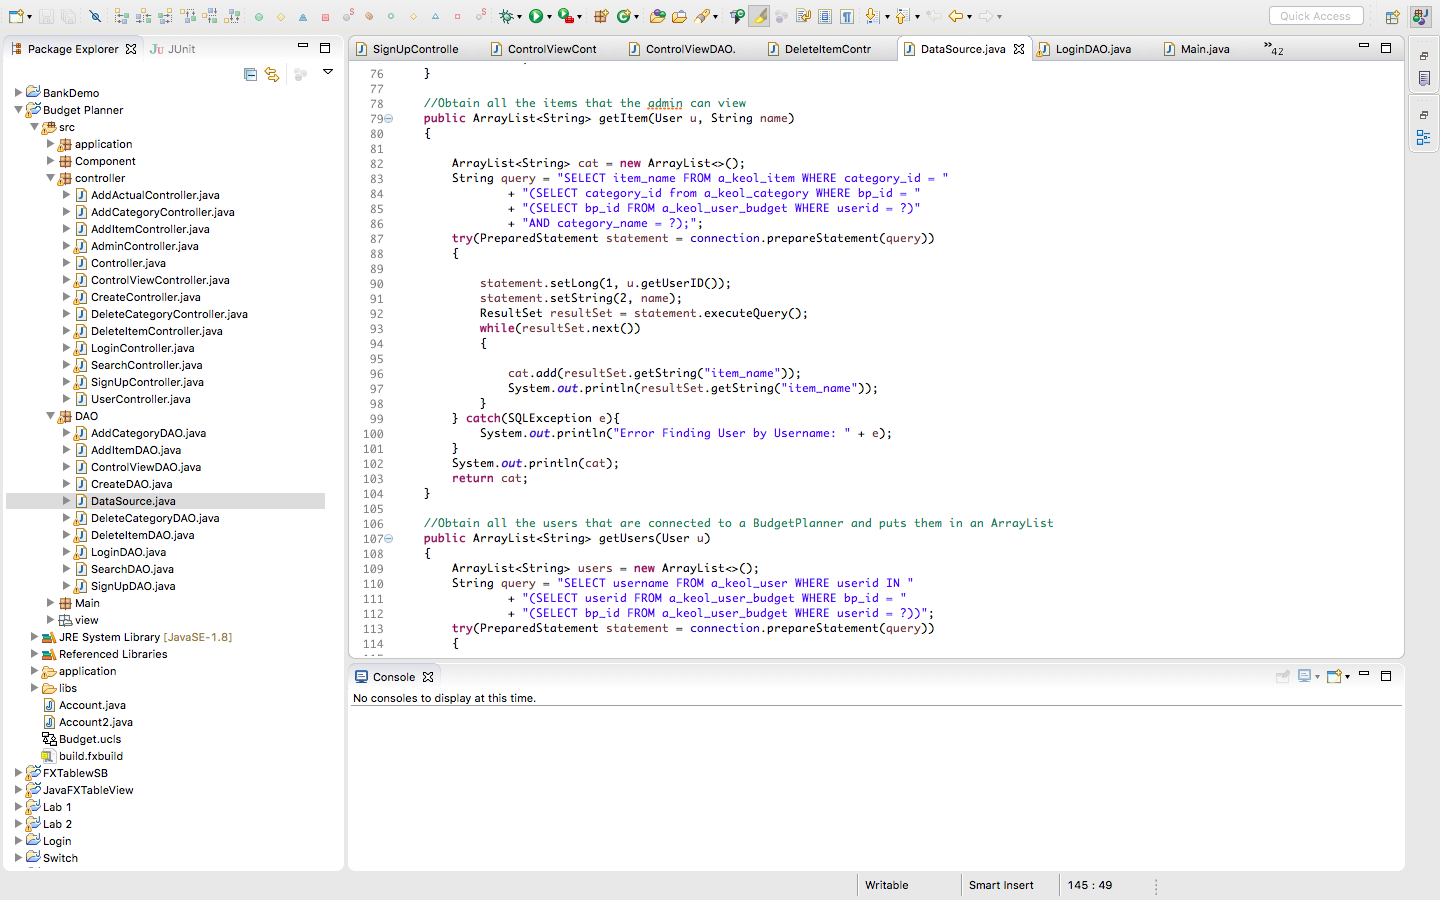 Quick Access
Package Explorer
JUnit
BankDemo
Budget Planner
src
application
Component
controller
AddActualController.java
AddCategoryController.java
AddItemController.java
AdminController.java
Controller.java
ControlViewController.java
CreateController.java
DeleteCategoryController.java
DeleteItemController.java
LoginController.java
SearchController.java
SignUpController.java
UserController.java
DAO
AddCategoryDAO.java
AddItemDAO.java
ControlViewDAO.java
CreateDAO.java
DataSource.java
DeleteCategoryDAO.java
DeleteItemDAO.java
LoginDAO.java
SearchDAO.java
SignUpDAO.java
Main
view
JRE System Library [JavaSE-1.8]
Referenced Libraries
application
libs
Account.java
Account2.java
Budget.ucls
build.fxbuild
FXTablewSB
JavaFXTableView
Lab 1
Lab 2
Login
Switch
SignUpControlle
ControlViewCont
ControlViewDAO.
DeleteItemContr
DataSource.java
LoginDAO.java
Main.java
»42
76 }
77
78 //Obtain all the items that the admin can view
79 public ArrayList<String> getItem(User u, String name)
80 {
81
82 ArrayList<String> cat = new ArrayList<>();
83 String query = "SELECT item_name FROM a_keol_item WHERE category_id = "
84 + "(SELECT category_id from a_keol_category WHERE bp_id = "
85 + "(SELECT bp_id FROM a_keol_user_budget WHERE userid = ?)"
86 + "AND category_name = ?);";
87 try(PreparedStatement statement = connection.prepareStatement(query))
88 {
89
90 statement.setLong(1, u.getUserID());
91 statement.setString(2, name);
92 ResultSet resultSet = statement.executeQuery();
93 while(resultSet.next())
94 {
95
96 cat.add(resultSet.getString("item_name"));
97 System.out.println(resultSet.getString("item_name"));
98 }
99 } catch(SQLException e){
100 System.out.println("Error Finding User by Username: " + e);
101 }
102 System.out.println(cat);
103 return cat;
104 }
105
106 //Obtain all the users that are connected to a BudgetPlanner and puts them in an ArrayList
107 public ArrayList<String> getUsers(User u)
108 {
109 ArrayList<String> users = new ArrayList<>();
110 String query = "SELECT username FROM a_keol_user WHERE userid IN "
111 + "(SELECT userid FROM a_keol_user_budget WHERE bp_id = "
112 + "(SELECT bp_id FROM a_keol_user_budget WHERE userid = ?))";
113 try(PreparedStatement statement = connection.prepareStatement(query))
114 {
Console
No consoles to display at this time.
Writable
Smart Insert
145 : 49